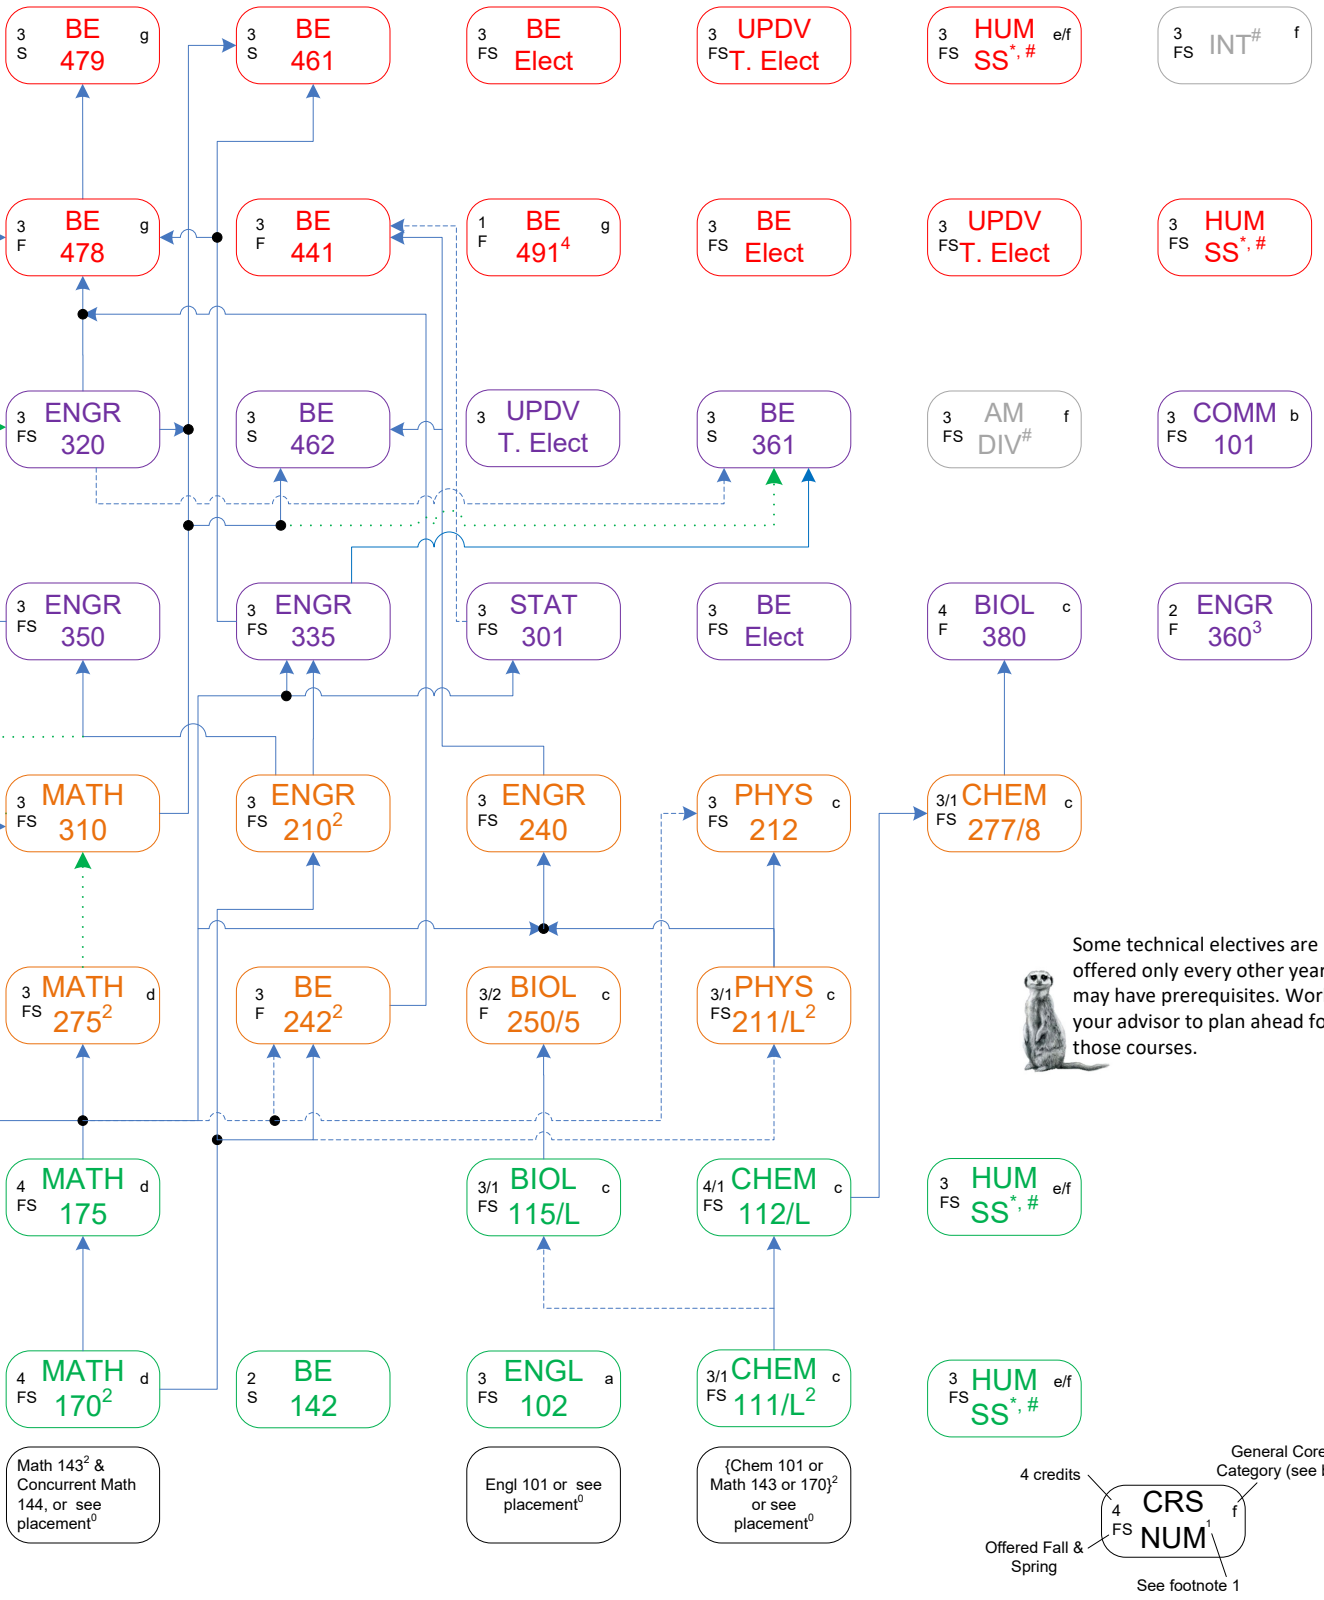 3 BE g
S 479
3 BE
S 461
3 BE
FS Elect
3 UPDV
FS T. Elect
3 HUM e/f
FS SS*, #
3 INT# f
FS
3 BE g
F 478
3 BE
F 441
1 BE g
F 491⁴
3 BE
FS Elect
3 UPDV
FS T. Elect
3 HUM
FS SS*, #
3 ENGR
FS 320
3 BE
S 462
3 UPDV
T. Elect
3 BE
S 361
3 AM f
FS DIV#
3 COMM b
FS 101
3 ENGR
FS 350
3 ENGR
FS 335
3 STAT
FS 301
3 BE
FS Elect
4 BIOL c
F 380
2 ENGR
F 360³
3 MATH
FS 310
3 ENGR
FS 210²
3 ENGR
FS 240
3 PHYS c
FS 212
3/1 CHEM c
FS 277/8
Some technical electives are
offered only every other year
may have prerequisites. Wor
your advisor to plan ahead fo
those courses.
3 MATH d
FS 275²
3 BE
F 242²
3/2 BIOL c
F 250/5
3/1 PHYS c
FS 211/L²
4 MATH d
FS 175
3/1 BIOL c
FS 115/L
4/1 CHEM c
FS 112/L
3 HUM e/f
FS SS*, #
4 MATH d
FS 170²
2 BE
S 142
3 ENGL a
FS 102
3/1 CHEM c
FS 111/L²
3 HUM e/f
FS SS*, #
Math 143² &
Concurrent Math
144, or see
placement⁰
Engl 101 or see
placement⁰
{Chem 101 or
Math 143 or 170}²
or see
placement⁰
General Core
Category (see
4 credits
4 CRS f
FS NUM¹
Offered Fall &
Spring
See footnote 1